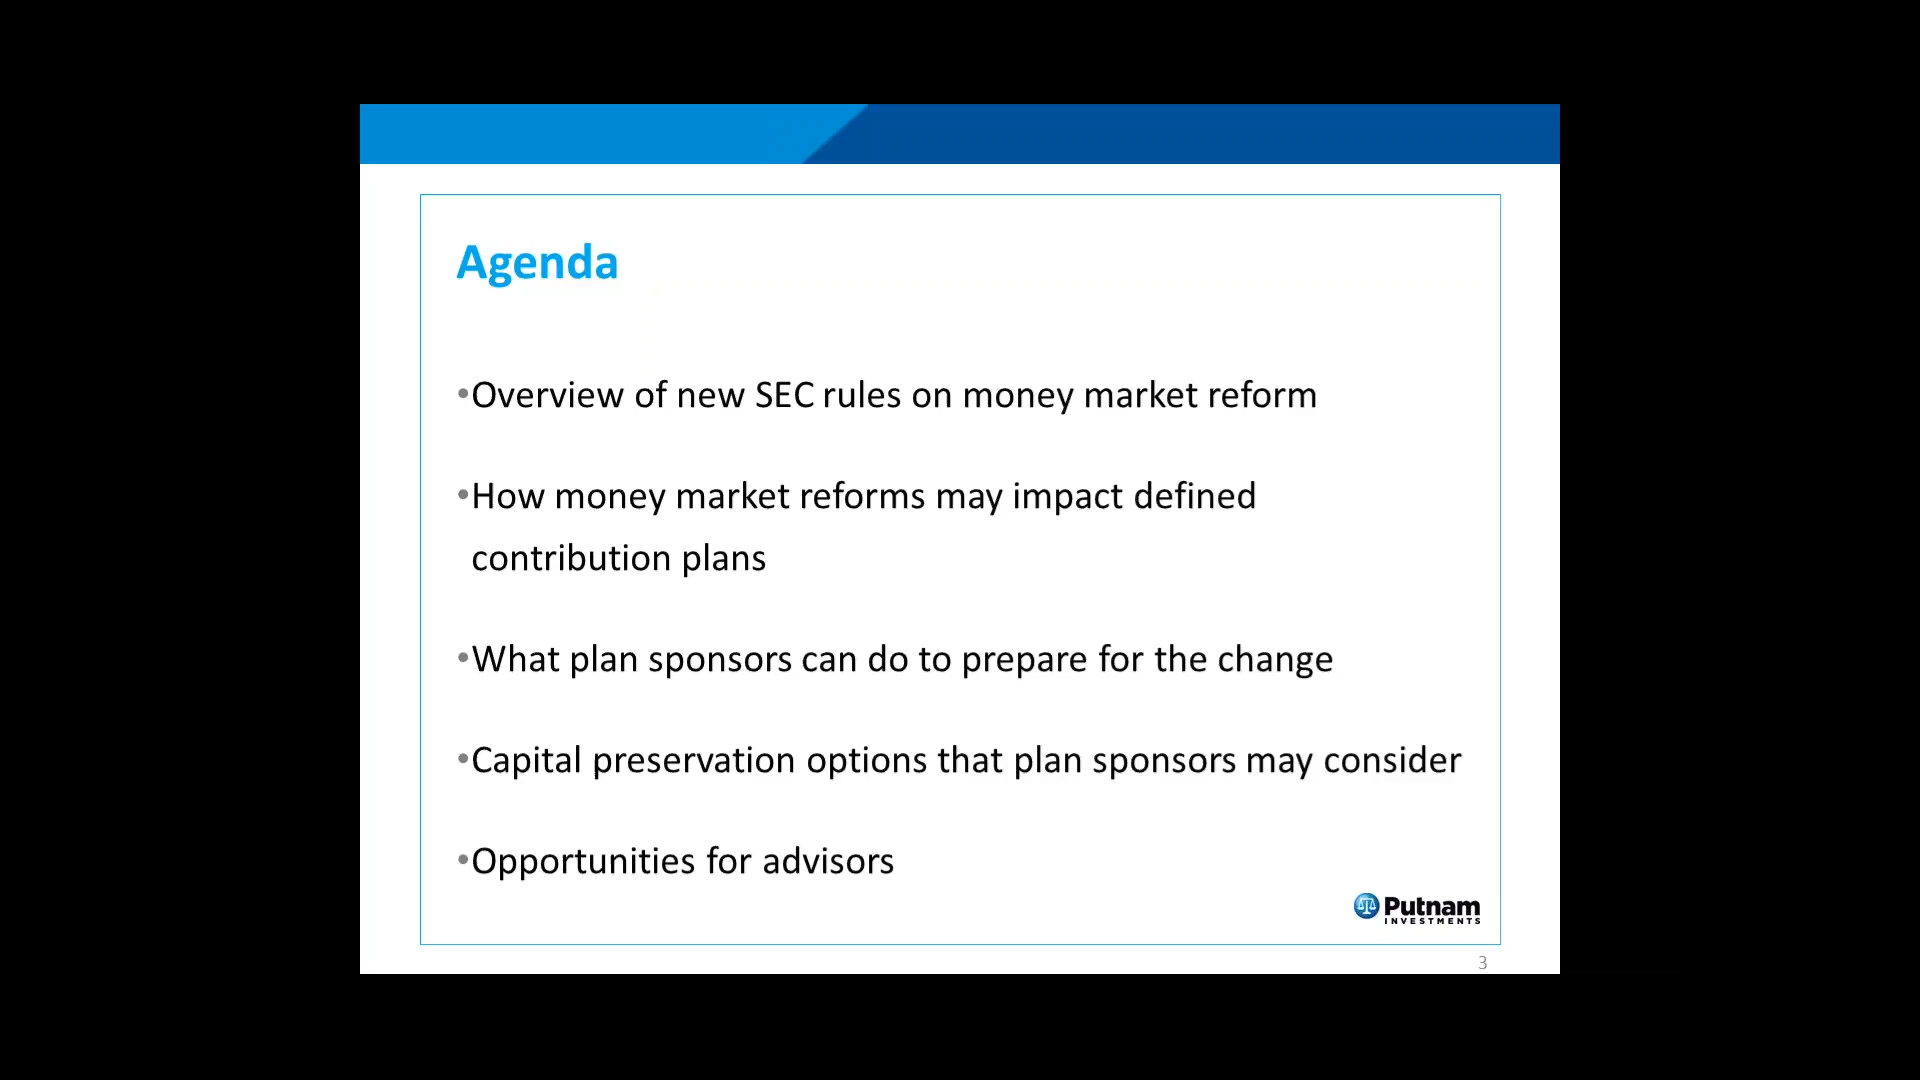 Agenda
•Overview of new SEC rules on money market reform
•How money market reforms may impact defined
contribution plans
•What plan sponsors can do to prepare for the change
•Capital preservation options that plan sponsors may consider
•Opportunities for advisors
Putnam
INVESTMENTS
3